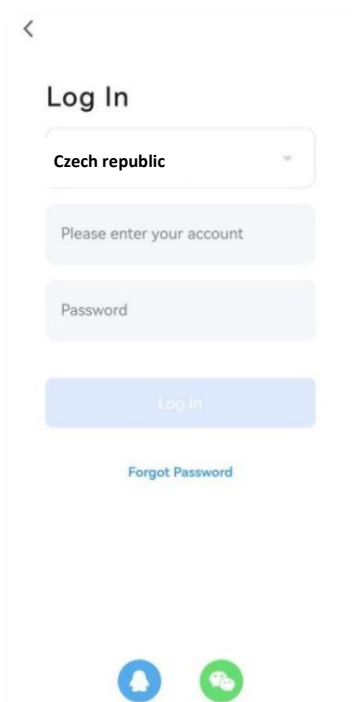 Log In
Czech republic
Please enter your account
Password
Log In
Forgot Password